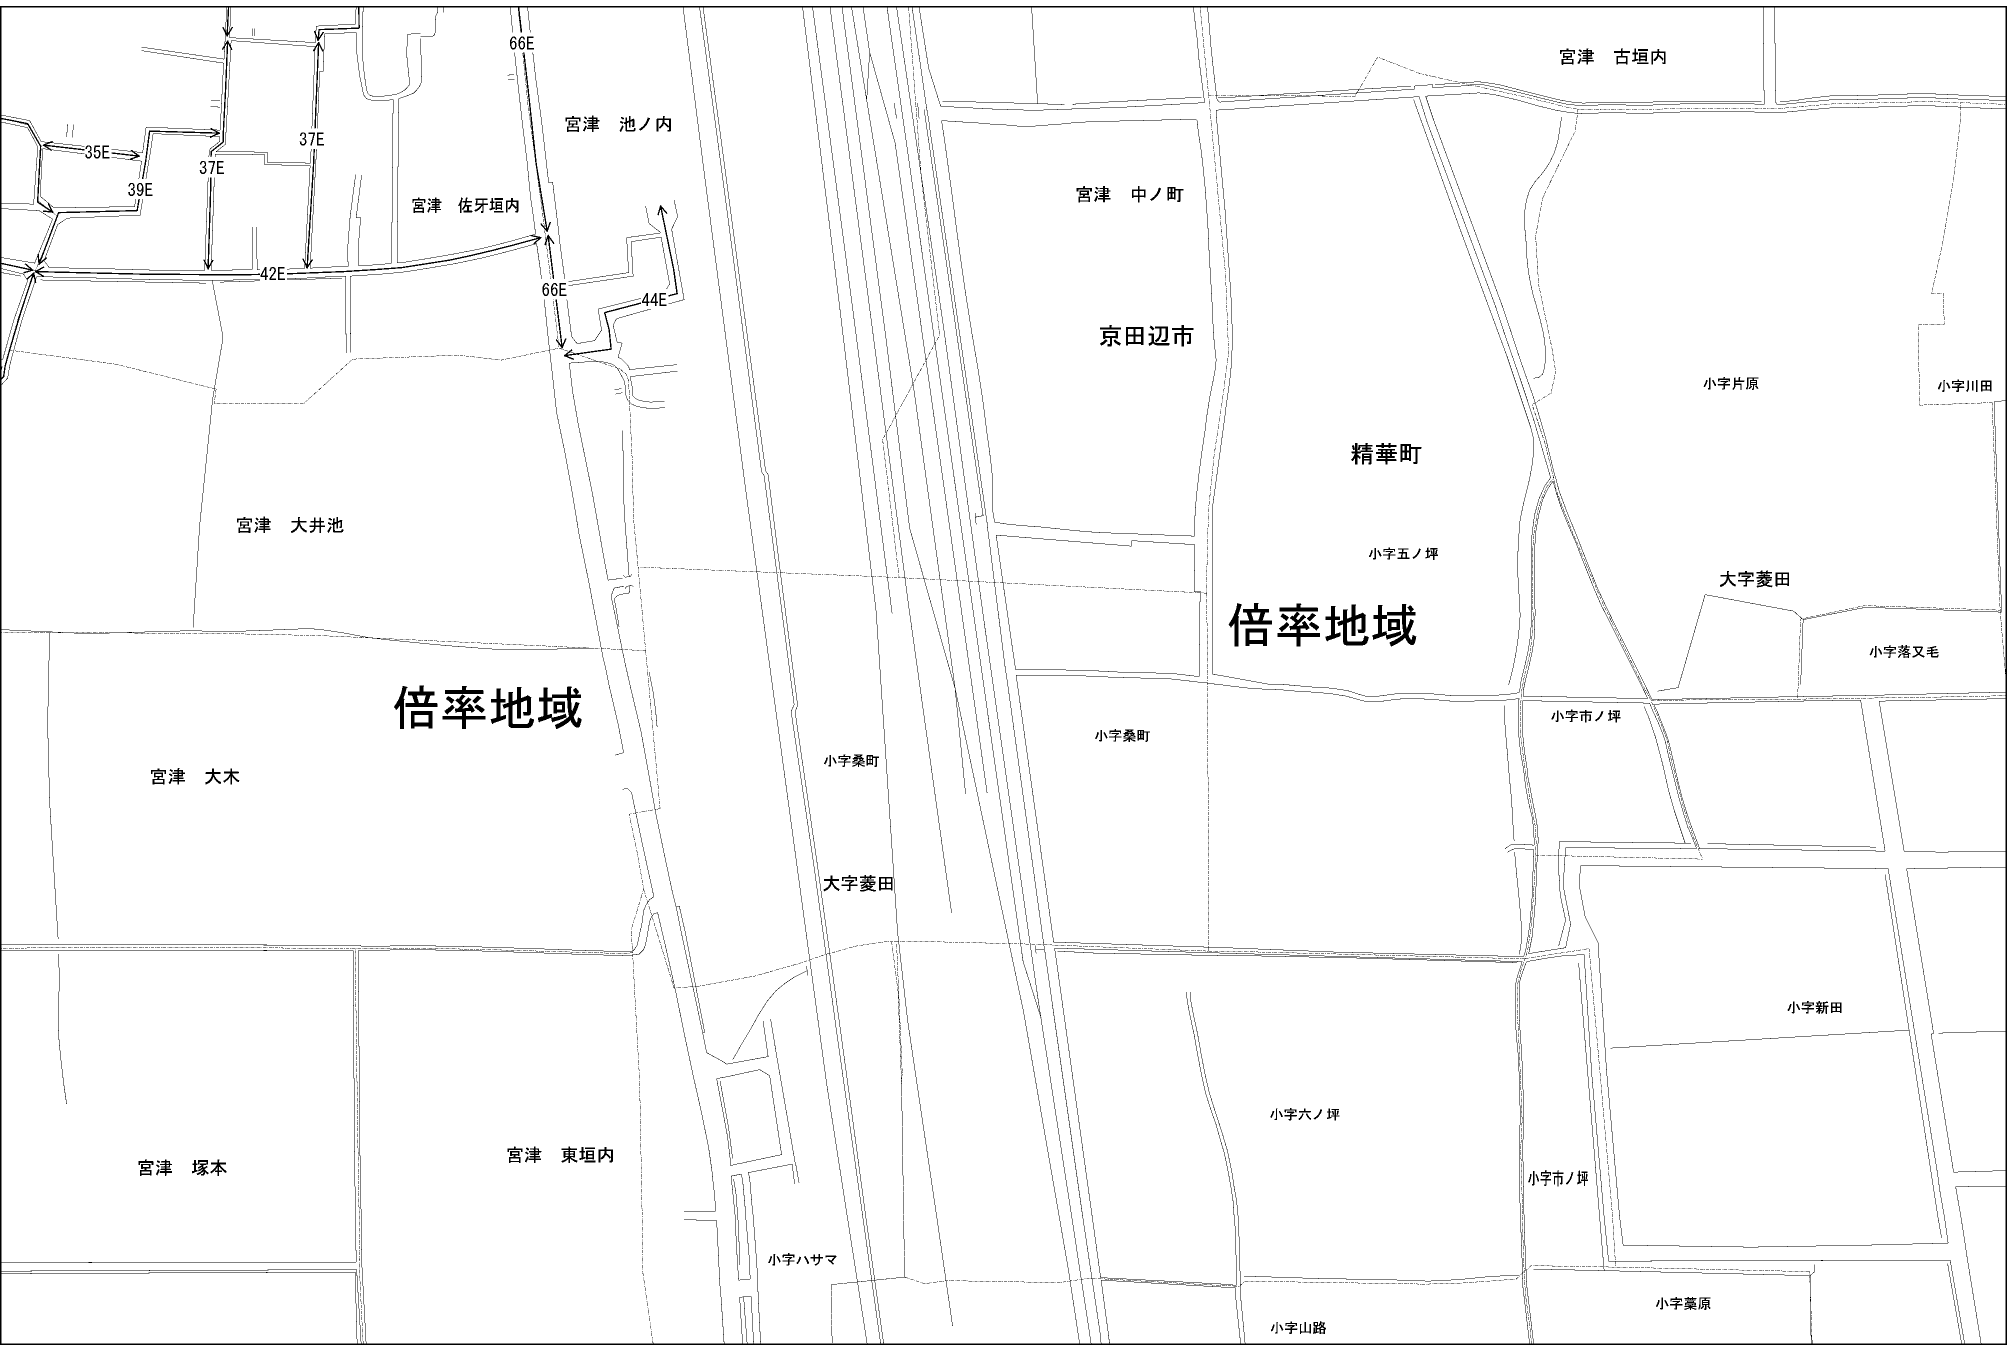 66E
宮津　古垣内
宮津　池ノ内
37E
35E
37E
39E
宮津　中ノ町
宮津　佐牙垣内
42E
66E
44E
京田辺市
小字片原
小字川田
精華町
宮津　大井池
小字五ノ坪
大字菱田
倍率地域
小字落又毛
倍率地域
小字市ノ坪
小字桑町
小字桑町
宮津　大木
大字菱田
小字新田
小字六ノ坪
宮津　東垣内
宮津　塚本
小字市ノ坪
小字ハサマ
小字藁原
小字山路